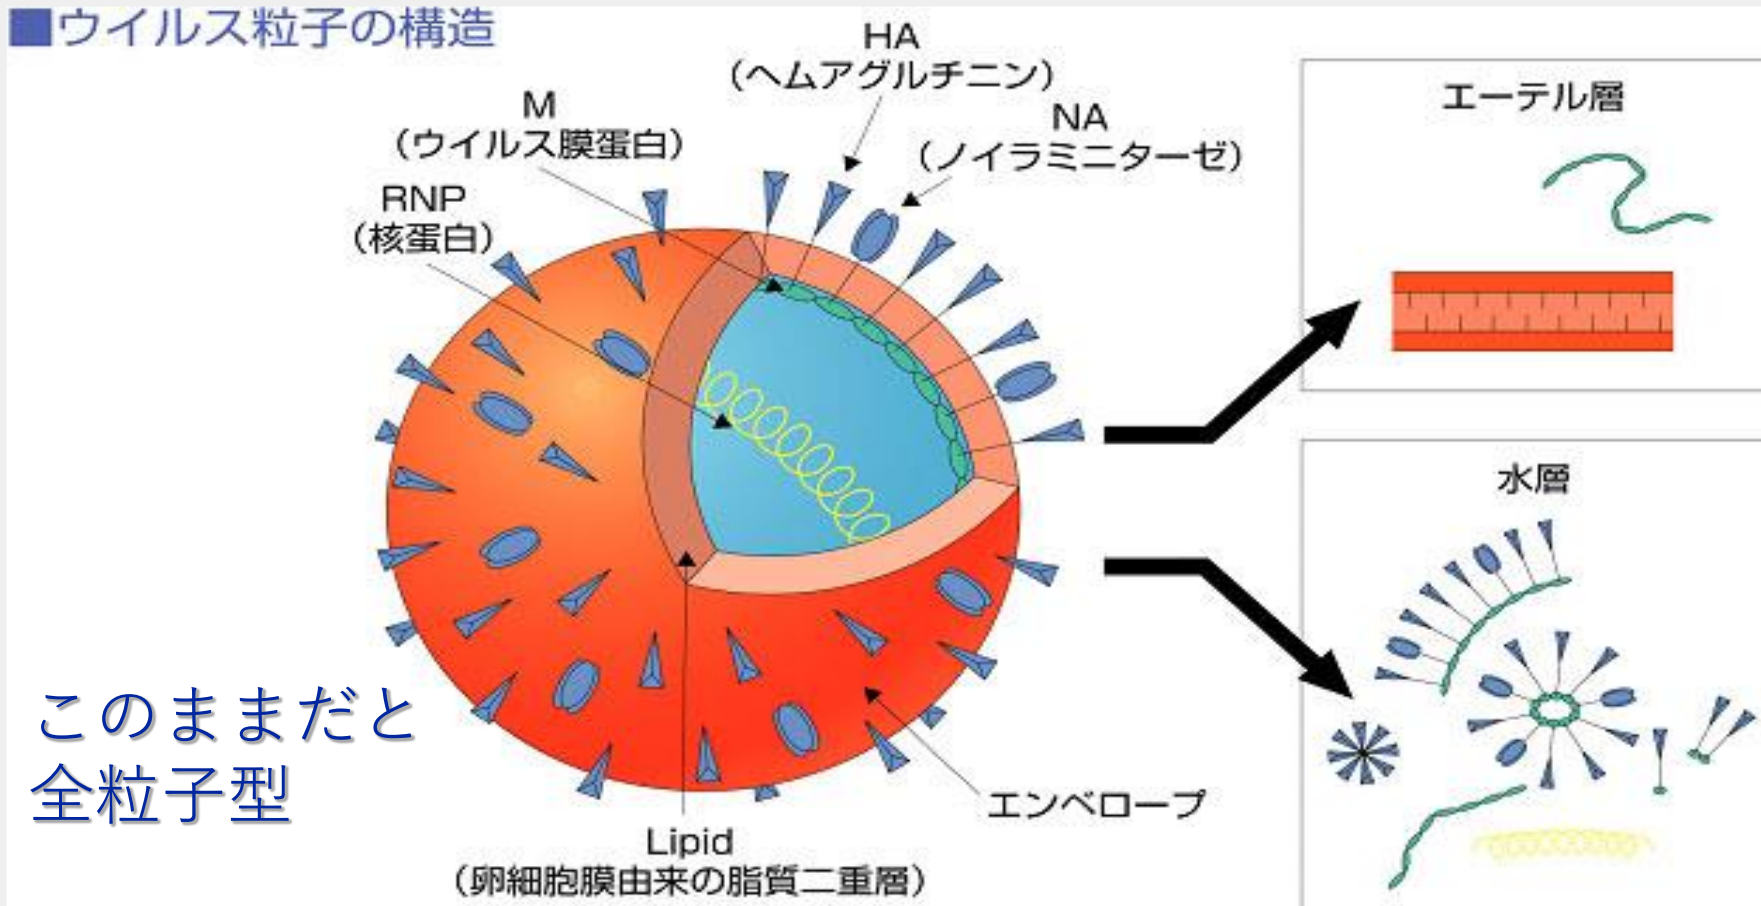 ■ウイルス粒子の構造
HA
（ヘムアグルチニン）
M
（ウイルス膜蛋白）
NA
（ノイラミニターゼ）
RNP
（核蛋白）
エーテル層
水層
このままだと
全粒子型
エンベロープ
Lipid
（卵細胞膜由来の脂質二重層）